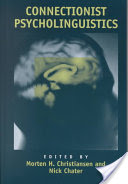 CONNECTIONIST
PSYCHOLINGUISTICS
EDITED BY
Morten H. Christiansen and
Nick Chater